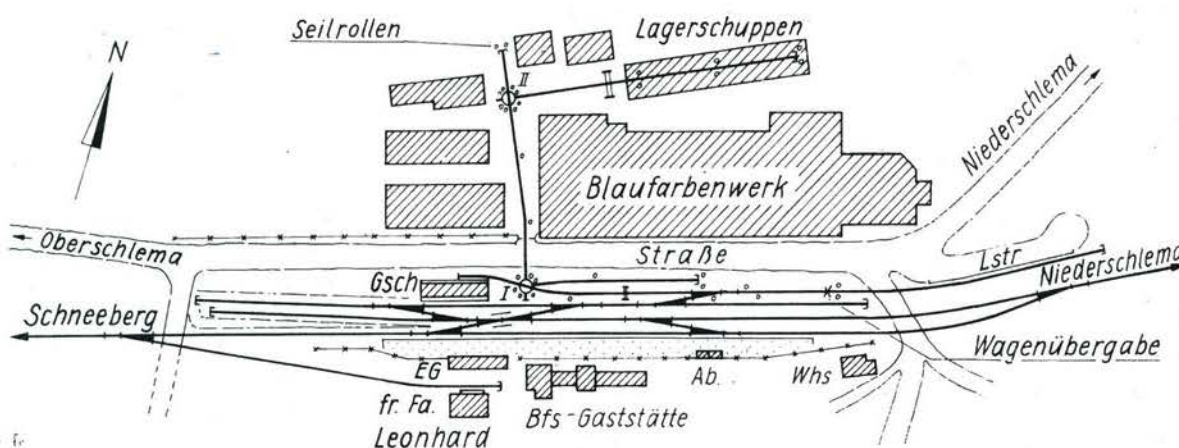 Seilrollen
Lagerschuppen
N
II
Niederschlema
Blaufarbenwerk
Oberschlema
Straße
Lstr
Niederschlema
Gsch
I
Schneeberg
Wagenübergabe
EG
Ab.
Whs
fr. Fa.
Leonhard
Bfs-Gaststätte